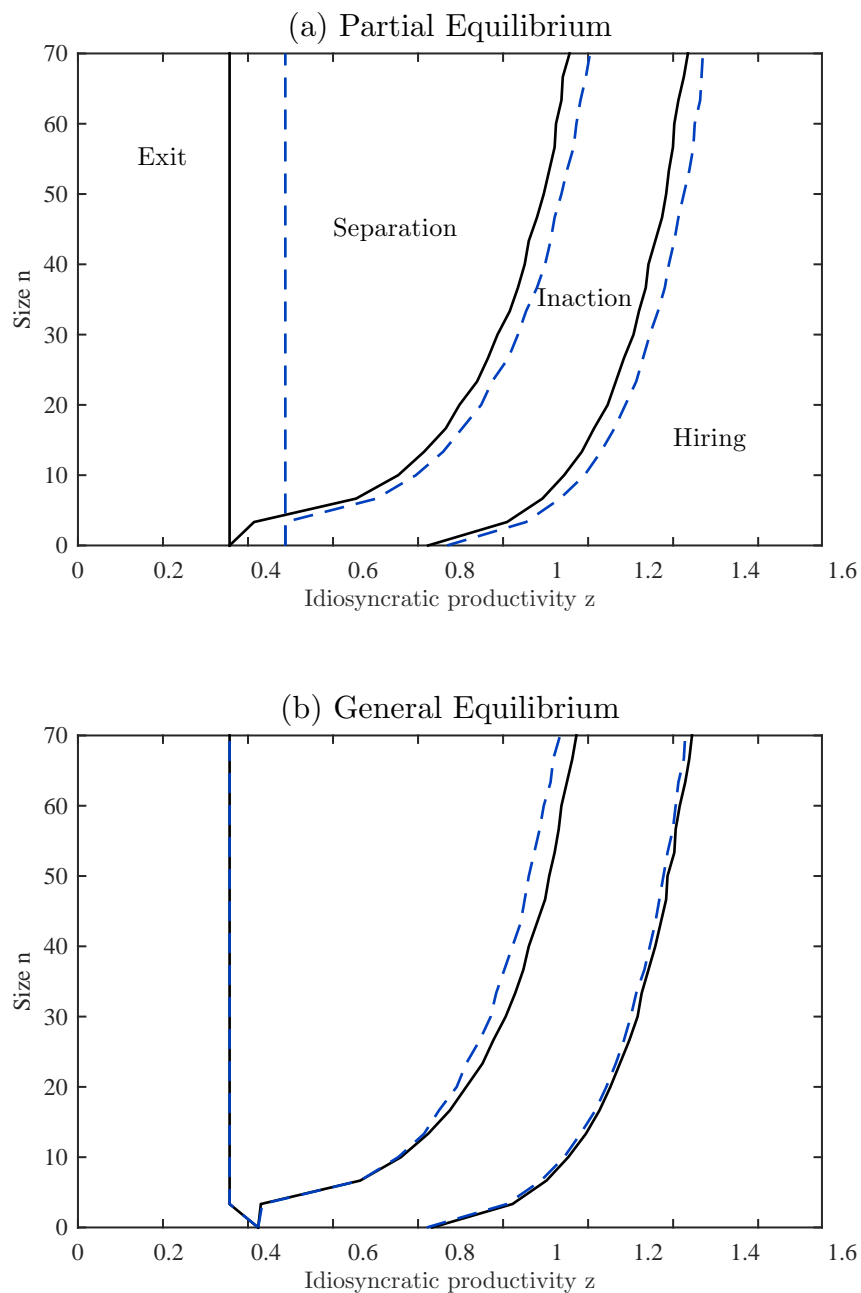 (a) Partial Equilibrium
70
60
50
40
30
20
10
0
Size n
Exit
Separation
Inaction
Hiring
0 0.2 0.4 0.6 0.8 1 1.2 1.4 1.6
Idiosyncratic productivity z
(b) General Equilibrium
70
60
50
40
30
20
10
0
Size n
0 0.2 0.4 0.6 0.8 1 1.2 1.4 1.6
Idiosyncratic productivity z